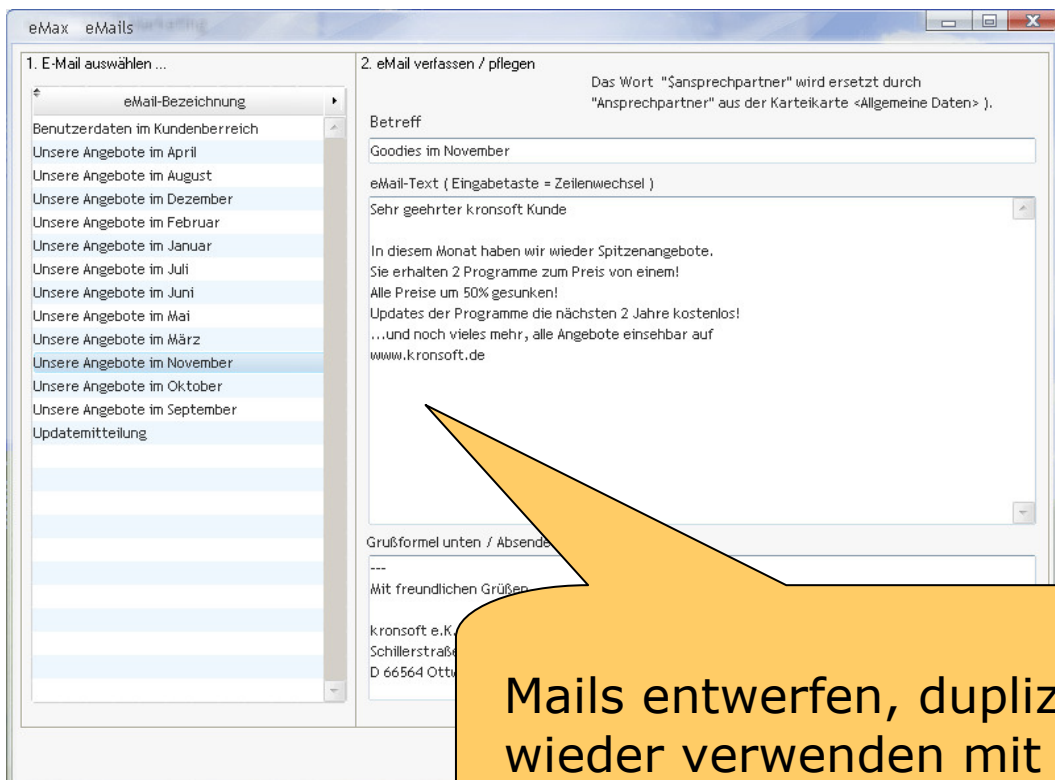 eMax eMails
1. E-Mail auswählen ...
eMail-Bezeichnung
Benutzerdaten im Kundenberreich
Unsere Angebote im April
Unsere Angebote im August
Unsere Angebote im Dezember
Unsere Angebote im Februar
Unsere Angebote im Januar
Unsere Angebote im Juli
Unsere Angebote im Juni
Unsere Angebote im Mai
Unsere Angebote im März
Unsere Angebote im November
Unsere Angebote im Oktober
Unsere Angebote im September
Updatemitteilung
2. eMail verfassen / pflegen
Das Wort "$ansprechpartner" wird ersetzt durch
"Ansprechpartner" aus der Karteikarte <Allgemeine Daten> ).
Betreff
Goodies im November
eMail-Text ( Eingabetaste = Zeilenwechsel )
Sehr geehrter kronsoft Kunde
In diesem Monat haben wir wieder Spitzenangebote.
Sie erhalten 2 Programme zum Preis von einem!
Alle Preise um 50% gesunken!
Updates der Programme die nächsten 2 Jahre kostenlos!
...und noch vieles mehr, alle Angebote einsehbar auf
www.kronsoft.de
Grußformel unten / Absende
---
Mit freundlichen Grüßen
kronsoft e.K.
Schillerstraße
D 66564 Ottw
Mails entwerfen, dupliz
wieder verwenden mit